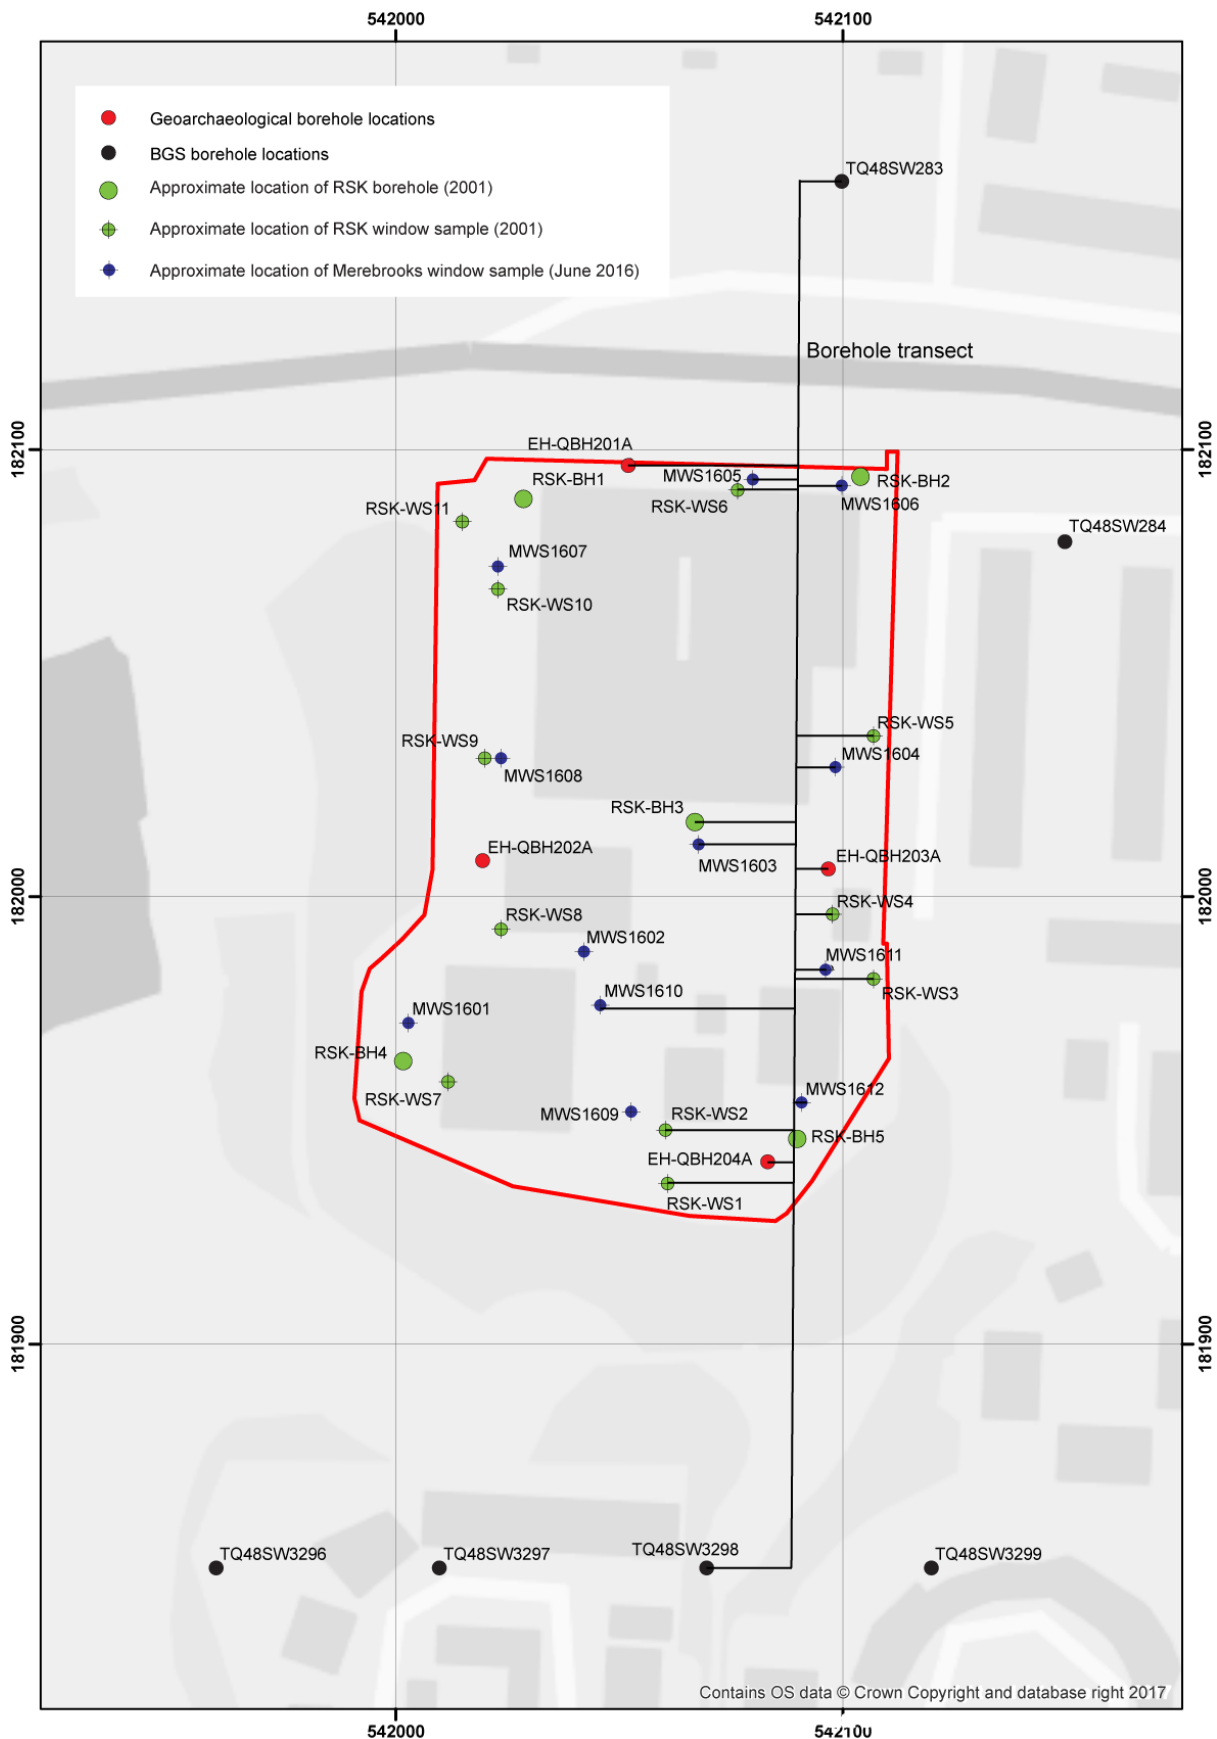 542000
542100
Geoarchaeological borehole locations
BGS borehole locations
Approximate location of RSK borehole (2001)
Approximate location of RSK window sample (2001)
Approximate location of Merebrooks window sample (June 2016)
TQ48SW283
Borehole transect
182100
182100
EH-QBH201A
RSK-BH1
MWS1605
RSK-BH2
RSK-WS6
MWS1606
RSK-WS11
TQ48SW284
MWS1607
RSK-WS10
RSK-WS5
RSK-WS9
MWS1604
MWS1608
RSK-BH3
EH-QBH202A
EH-QBH203A
MWS1603
182000
182000
RSK-WS4
RSK-WS8
MWS1602
MWS1611
MWS1610
RSK-WS3
MWS1601
RSK-BH4
RSK-WS7
MWS1612
MWS1609
RSK-WS2
RSK-BH5
EH-QBH204A
RSK-WS1
181900
181900
TQ48SW3296
TQ48SW3297
TQ48SW3298
TQ48SW3299
Contains OS data © Crown Copyright and database right 2017
542000
542100